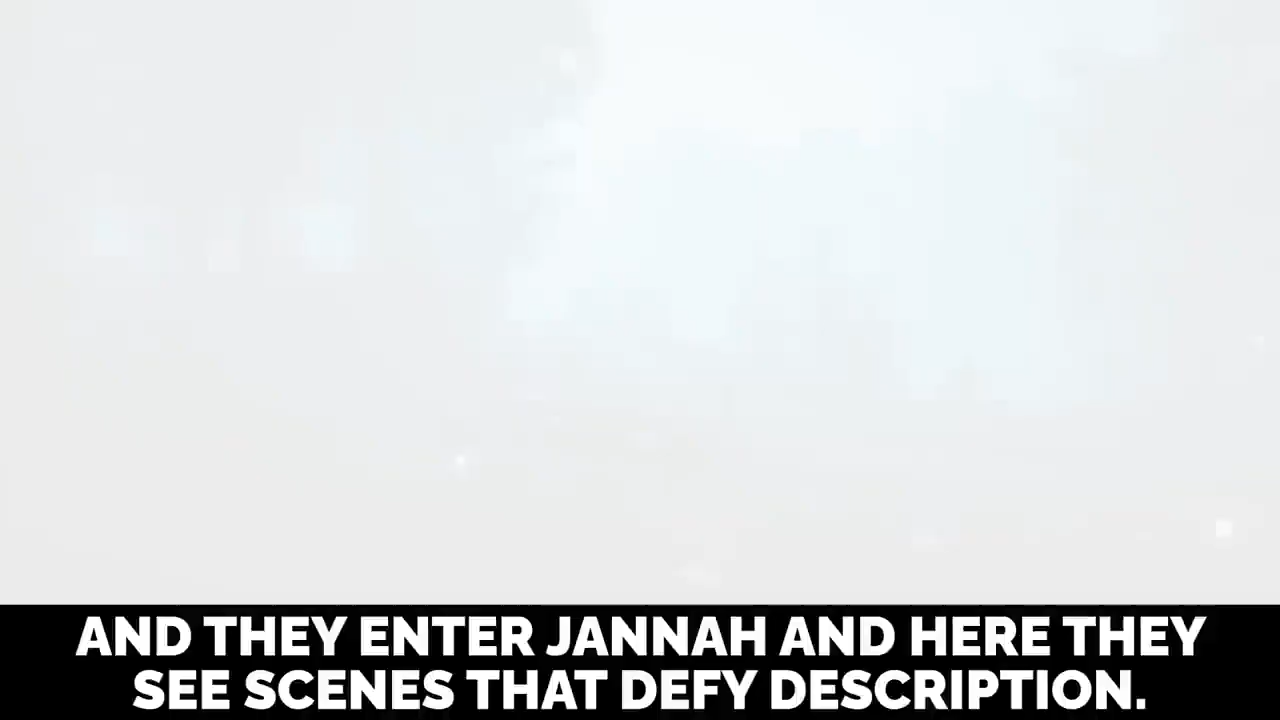 AND THEY ENTER JANNAH AND HERE THEY
SEE SCENES THAT DEFY DESCRIPTION.